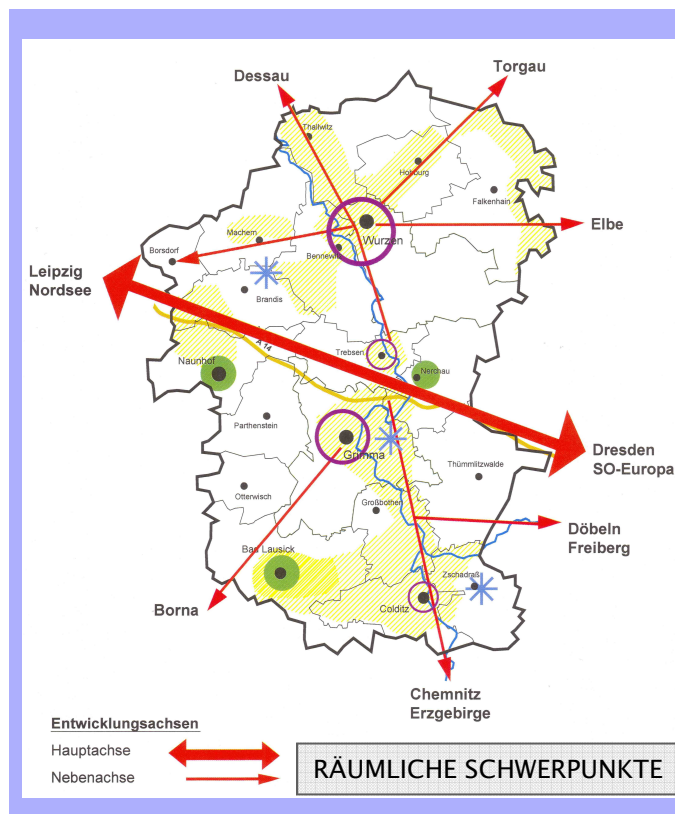 Dessau
Torgau
Thallwitz
Hohburg
Falkenhain
Elbe
Machern
Wurzen
Borsdorf
Bennewitz
Leipzig
Nordsee
Brandis
A 14
Trebsen
Naunhof
Nerchau
Parthenstein
Grimma
Dresden
SO-Europa
Thümmlitzwalde
Otterwisch
Großbothen
Döbeln
Freiberg
Bad Lausick
Zschadraß
Borna
Colditz
Chemnitz
Erzgebirge
Entwicklungsachsen
Hauptachse
Nebenachse
RÄUMLICHE SCHWERPUNKTE